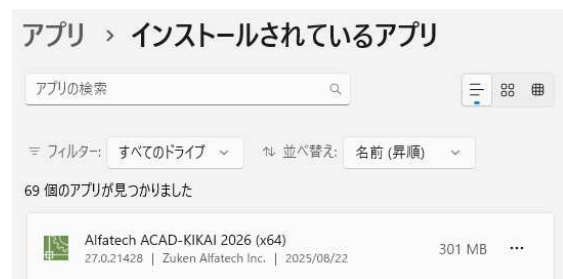 アプリ › インストールされているアプリ
アプリの検索
フィルター: すべてのドライブ 並べ替え: 名前 (昇順)
69 個のアプリが見つかりました
Alfatech ACAD-KIKAI 2026 (x64)
27.0.21428 | Zuken Alfatech Inc. | 2025/08/22
301 MB